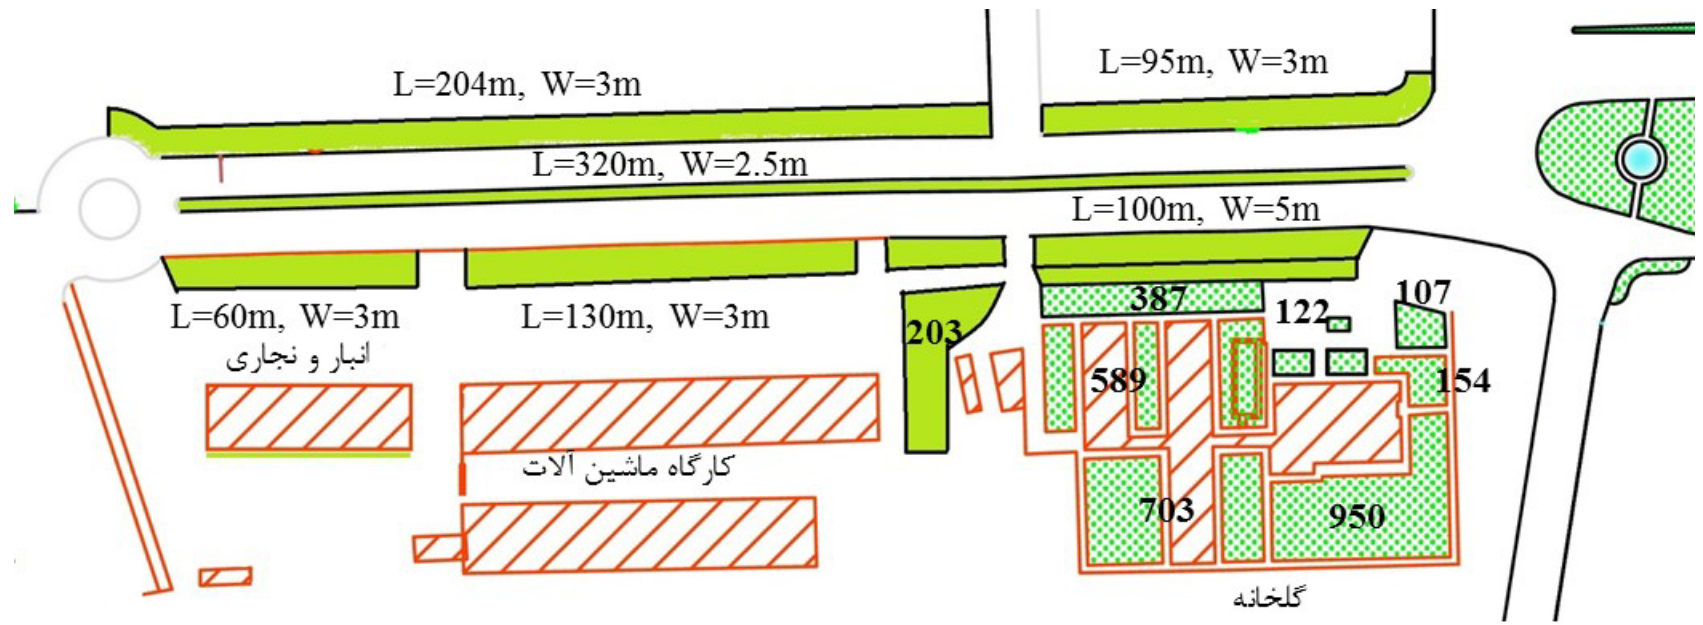 L=95m, W=3m
L=204m, W=3m
L=320m, W=2.5m
L=100m, W=5m
107
387
122
L=60m, W=3m
L=130m, W=3m
203
انبار و نجاری
589
154
کارگاه ماشین آلات
703
950
گلخانه